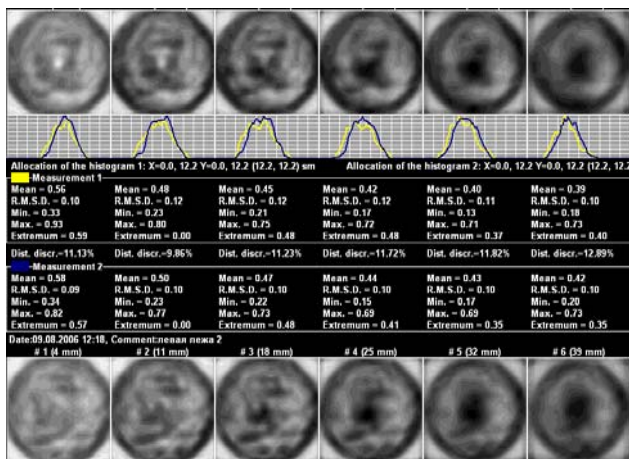 Allocation of the histogram 1: X=0.0, 12.2 Y=0.0, 12.2 (12.2, 12.2) sm Allocation of the histogram 2: X=0.0, 12.2 Y=0.0, 12.2 (12.2, 12.2
Measurement 1
Mean = 0.56 Mean = 0.48 Mean = 0.45 Mean = 0.42 Mean = 0.40 Mean = 0.39
R.M.S.D. = 0.10 R.M.S.D. = 0.12 R.M.S.D. = 0.12 R.M.S.D. = 0.12 R.M.S.D. = 0.11 R.M.S.D. = 0.10
Min. = 0.33 Min. = 0.23 Min. = 0.21 Min. = 0.17 Min. = 0.13 Min. = 0.18
Max. = 0.93 Max. = 0.80 Max. = 0.75 Max. = 0.72 Max. = 0.71 Max. = 0.73
Extremum = 0.59 Extremum = 0.00 Extremum = 0.48 Extremum = 0.48 Extremum = 0.37 Extremum = 0.40
Dist. discr.=11.13% Dist. discr.=9.86% Dist. discr.=11.23% Dist. discr.=11.72% Dist. discr.=11.82% Dist. discr.=12.89%
Measurement 2
Mean = 0.58 Mean = 0.50 Mean = 0.47 Mean = 0.44 Mean = 0.43 Mean = 0.42
R.M.S.D. = 0.09 R.M.S.D. = 0.10 R.M.S.D. = 0.10 R.M.S.D. = 0.10 R.M.S.D. = 0.10 R.M.S.D. = 0.10
Min. = 0.34 Min. = 0.23 Min. = 0.22 Min. = 0.15 Min. = 0.17 Min. = 0.20
Max. = 0.82 Max. = 0.77 Max. = 0.73 Max. = 0.69 Max. = 0.69 Max. = 0.73
Extremum = 0.57 Extremum = 0.00 Extremum = 0.48 Extremum = 0.41 Extremum = 0.35 Extremum = 0.35
Date:09.08.2006 12:18, Comment:левая лежа 2
# 1 (4 mm) # 2 (11 mm) # 3 (18 mm) # 4 (25 mm) # 5 (32 mm) # 6 (39 mm)